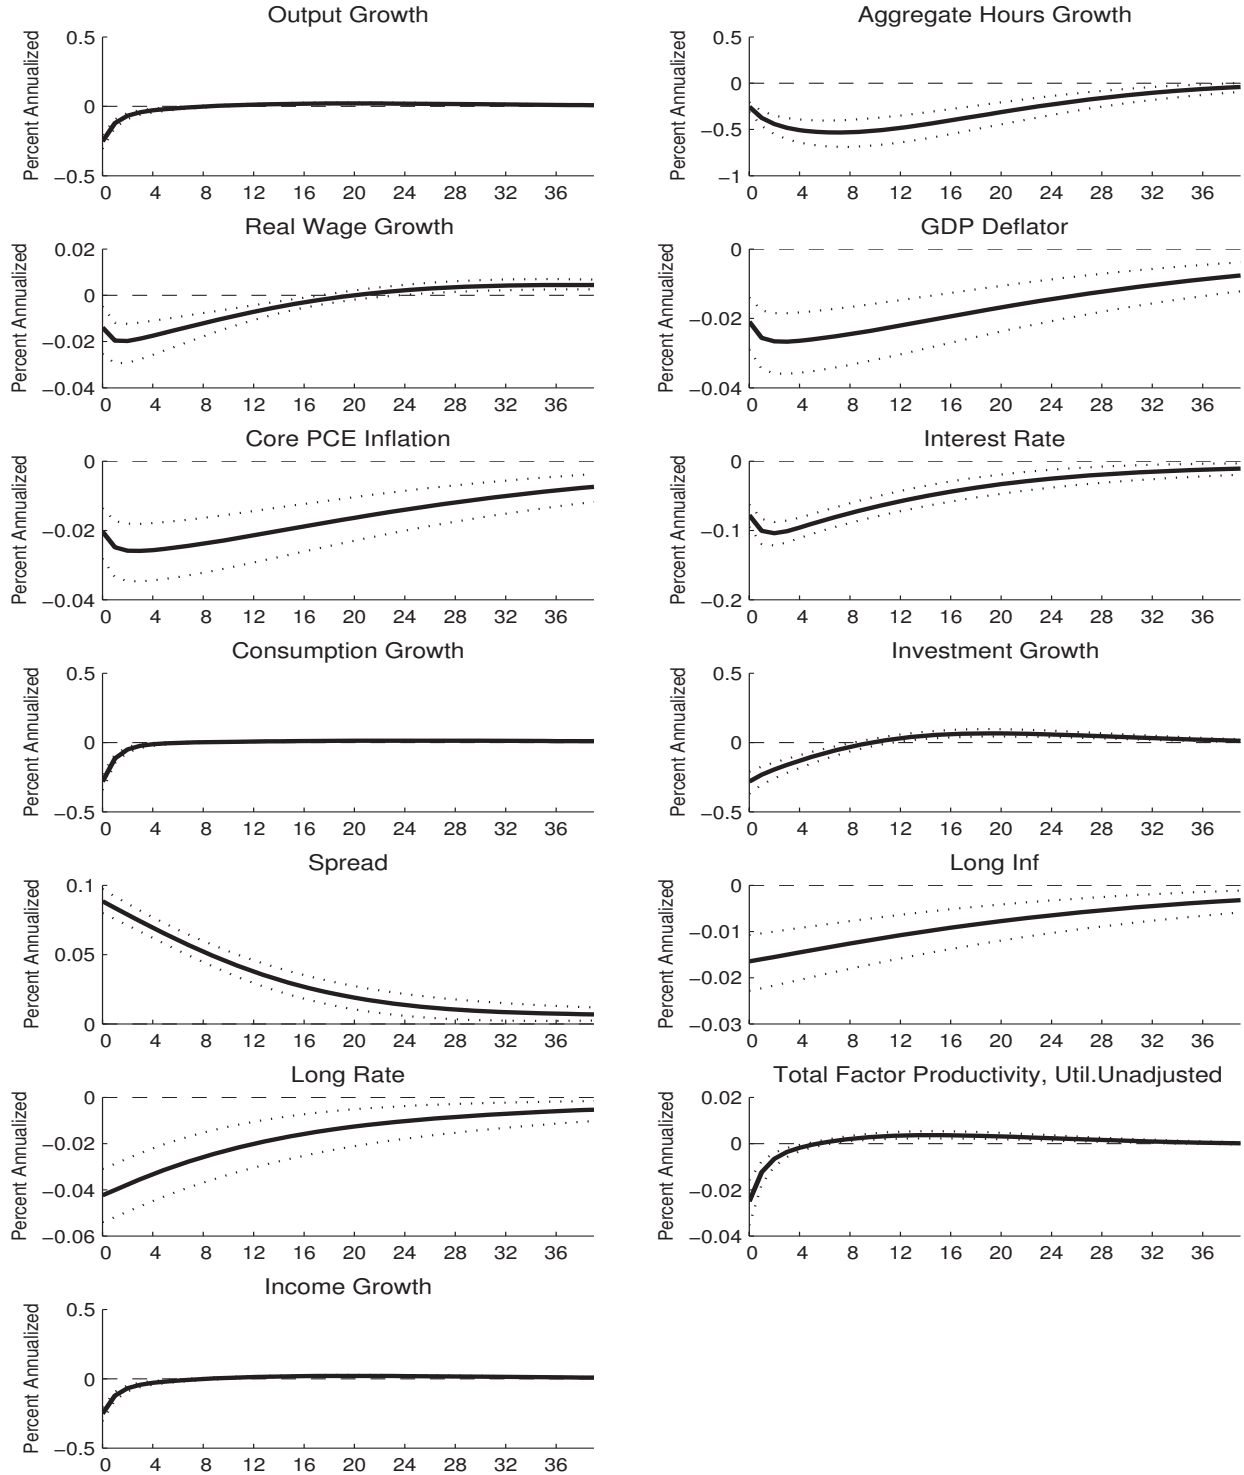 Output Growth
Percent Annualized
0.5
0
−0.5
0 4 8 12 16 20 24 28 32 36
Aggregate Hours Growth
Percent Annualized
0.5
0
−0.5
−1
0 4 8 12 16 20 24 28 32 36
Real Wage Growth
Percent Annualized
0.02
0
−0.02
−0.04
0 4 8 12 16 20 24 28 32 36
GDP Deflator
Percent Annualized
0
−0.02
−0.04
0 4 8 12 16 20 24 28 32 36
Core PCE Inflation
Percent Annualized
0
−0.02
−0.04
0 4 8 12 16 20 24 28 32 36
Interest Rate
Percent Annualized
0
−0.1
−0.2
0 4 8 12 16 20 24 28 32 36
Consumption Growth
Percent Annualized
0.5
0
−0.5
0 4 8 12 16 20 24 28 32 36
Investment Growth
Percent Annualized
0.5
0
−0.5
0 4 8 12 16 20 24 28 32 36
Spread
Percent Annualized
0.1
0.05
0
0 4 8 12 16 20 24 28 32 36
Long Inf
Percent Annualized
0
−0.01
−0.02
−0.03
0 4 8 12 16 20 24 28 32 36
Long Rate
Percent Annualized
0
−0.02
−0.04
−0.06
0 4 8 12 16 20 24 28 32 36
Total Factor Productivity, Util.Unadjusted
Percent Annualized
0.02
0
−0.02
−0.04
0 4 8 12 16 20 24 28 32 36
Income Growth
Percent Annualized
0.5
0
−0.5
0 4 8 12 16 20 24 28 32 36